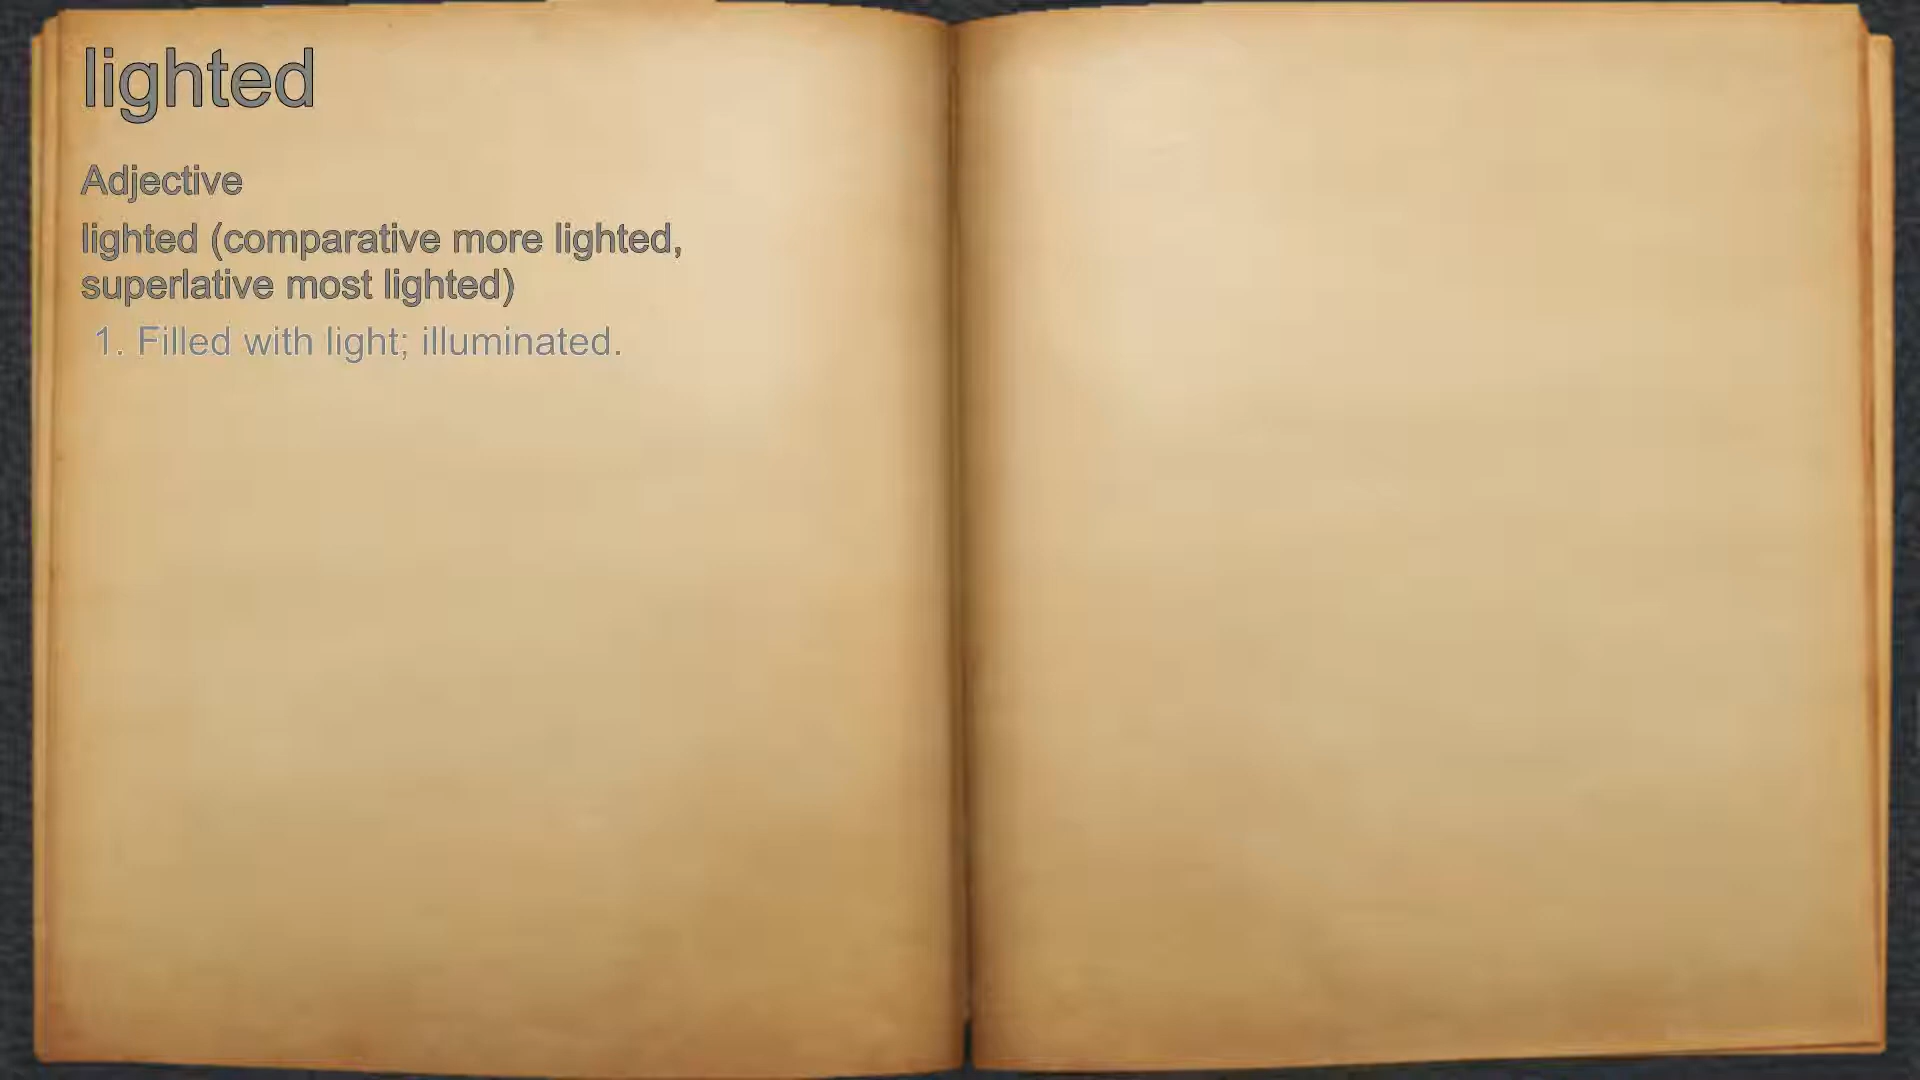 lighted
Adjective
lighted (comparative more lighted,
superlative most lighted)
1. Filled with light; illuminated.